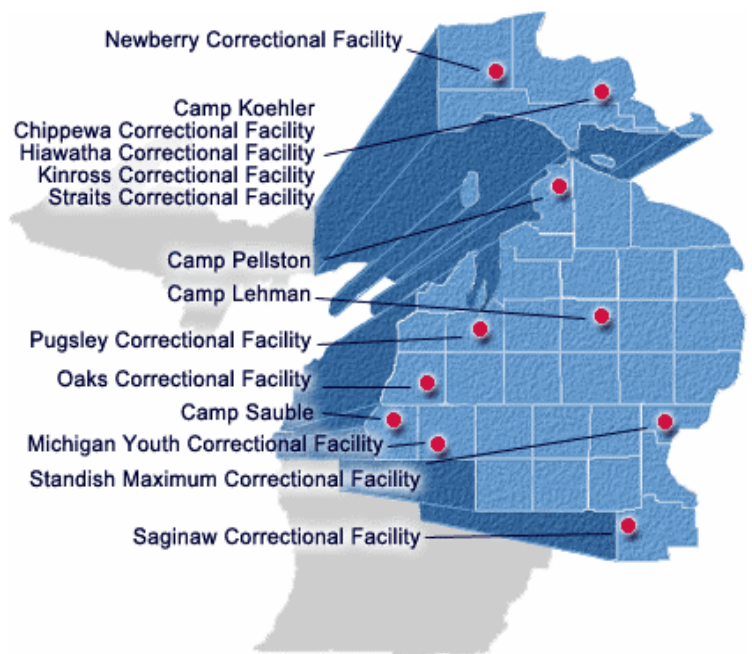 Newberry Correctional Facility
Camp Koehler
Chippewa Correctional Facility
Hiawatha Correctional Facility
Kinross Correctional Facility
Straits Correctional Facility
Camp Pellston
Camp Lehman
Pugsley Correctional Facility
Oaks Correctional Facility
Camp Sauble
Michigan Youth Correctional Facility
Standish Maximum Correctional Facility
Saginaw Correctional Facility